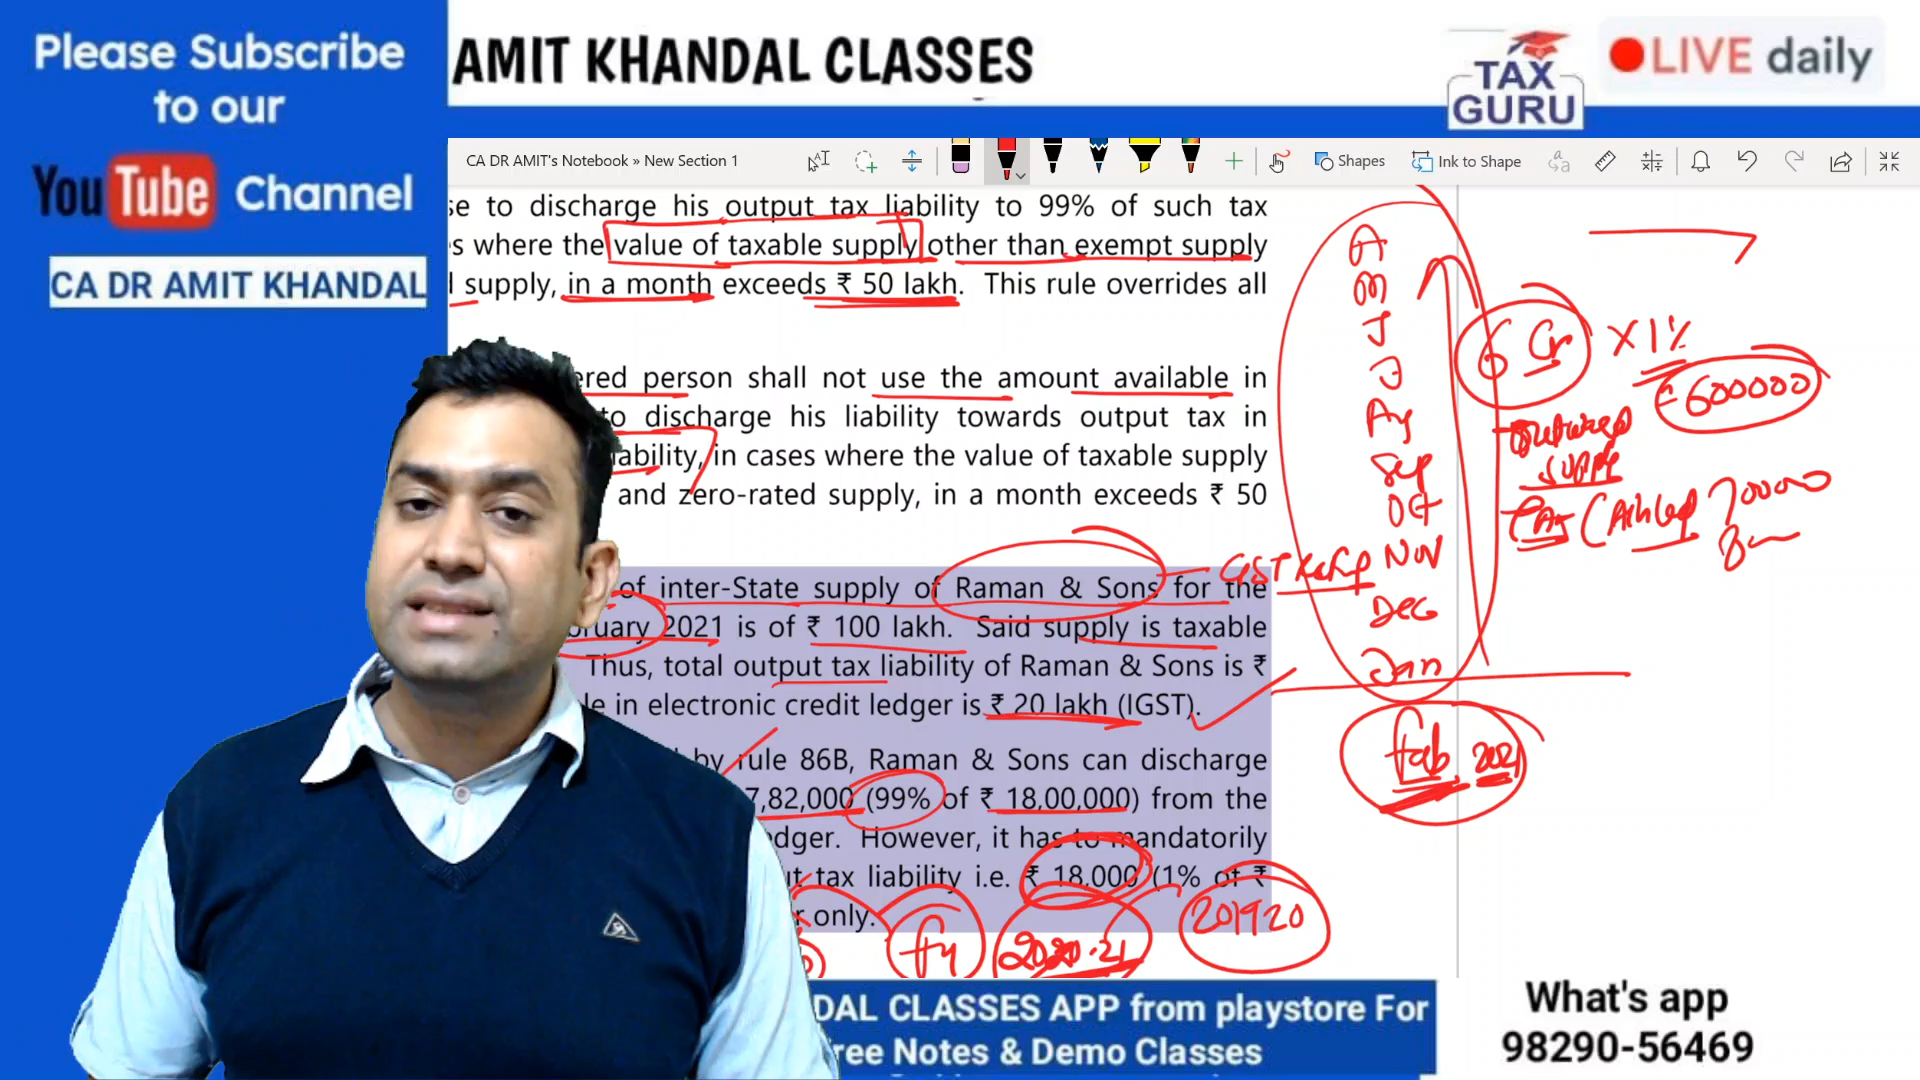 Please Subscribe
to our
YouTube Channel
CA DR AMIT KHANDAL
AMIT KHANDAL CLASSES
TAX
GURU
LIVE daily
CA DR AMIT's Notebook » New Section 1
Shapes
Ink to Shape
se to discharge his output tax liability to 99% of such tax
s where the value of taxable supply other than exempt supply
supply, in a month exceeds ₹ 50 lakh. This rule overrides all
ered person shall not use the amount available in
to discharge his liability towards output tax in
iability, in cases where the value of taxable supply
and zero-rated supply, in a month exceeds ₹ 50
of inter-State supply of Raman & Sons for the
bruary 2021 is of ₹ 100 lakh. Said supply is taxable
Thus, total output tax liability of Raman & Sons is ₹
le in electronic credit ledger is ₹ 20 lakh (IGST).
by rule 86B, Raman & Sons can discharge
7,82,000 (99% of ₹ 18,00,000) from the
dger. However, it has to mandatorily
ut tax liability i.e. ₹ 18,000 (1% of ₹
r only.
fy
2020-21
201920
A
M
J
J
Aug
Sep
Oct
Nov
Dec
Jan
feb 2021
6 Cr × 1%
= 600000
outward
supply
70000
DAL CLASSES APP from playstore For
ree Notes & Demo Classes
What's app
98290-56469